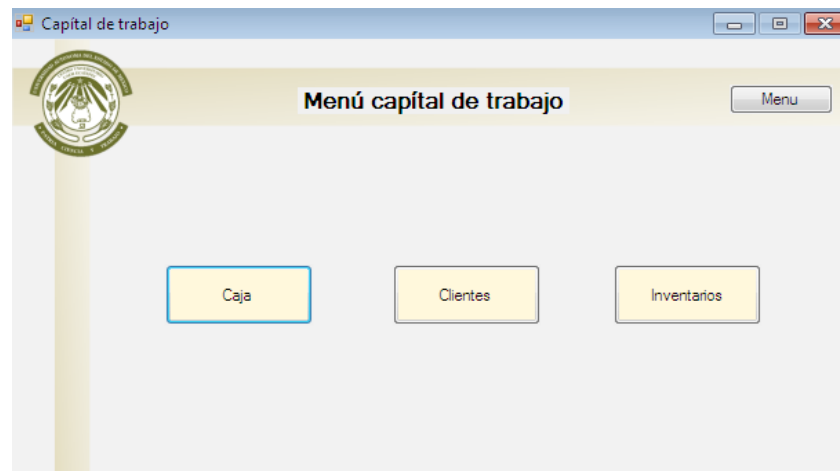 Capítal de trabajo
Menú capítal de trabajo
Menu
Caja
Clientes
Inventarios